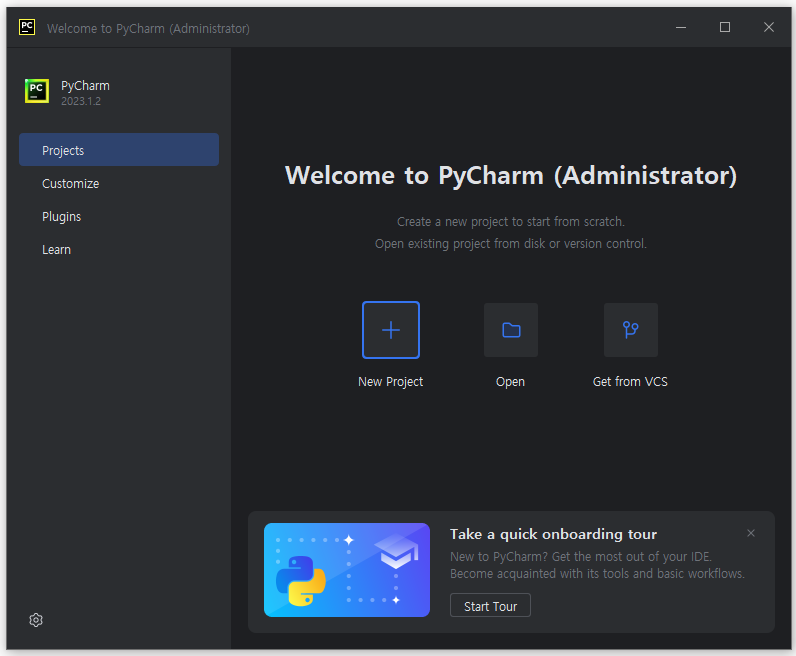 PC Welcome to PyCharm (Administrator)
PC PyCharm
2023.1.2
Projects
Customize
Plugins
Learn
Welcome to PyCharm (Administrator)
Create a new project to start from scratch.
Open existing project from disk or version control.
New Project
Open
Get from VCS
Take a quick onboarding tour
New to PyCharm? Get the most out of your IDE.
Become acquainted with its tools and basic workflows.
Start Tour